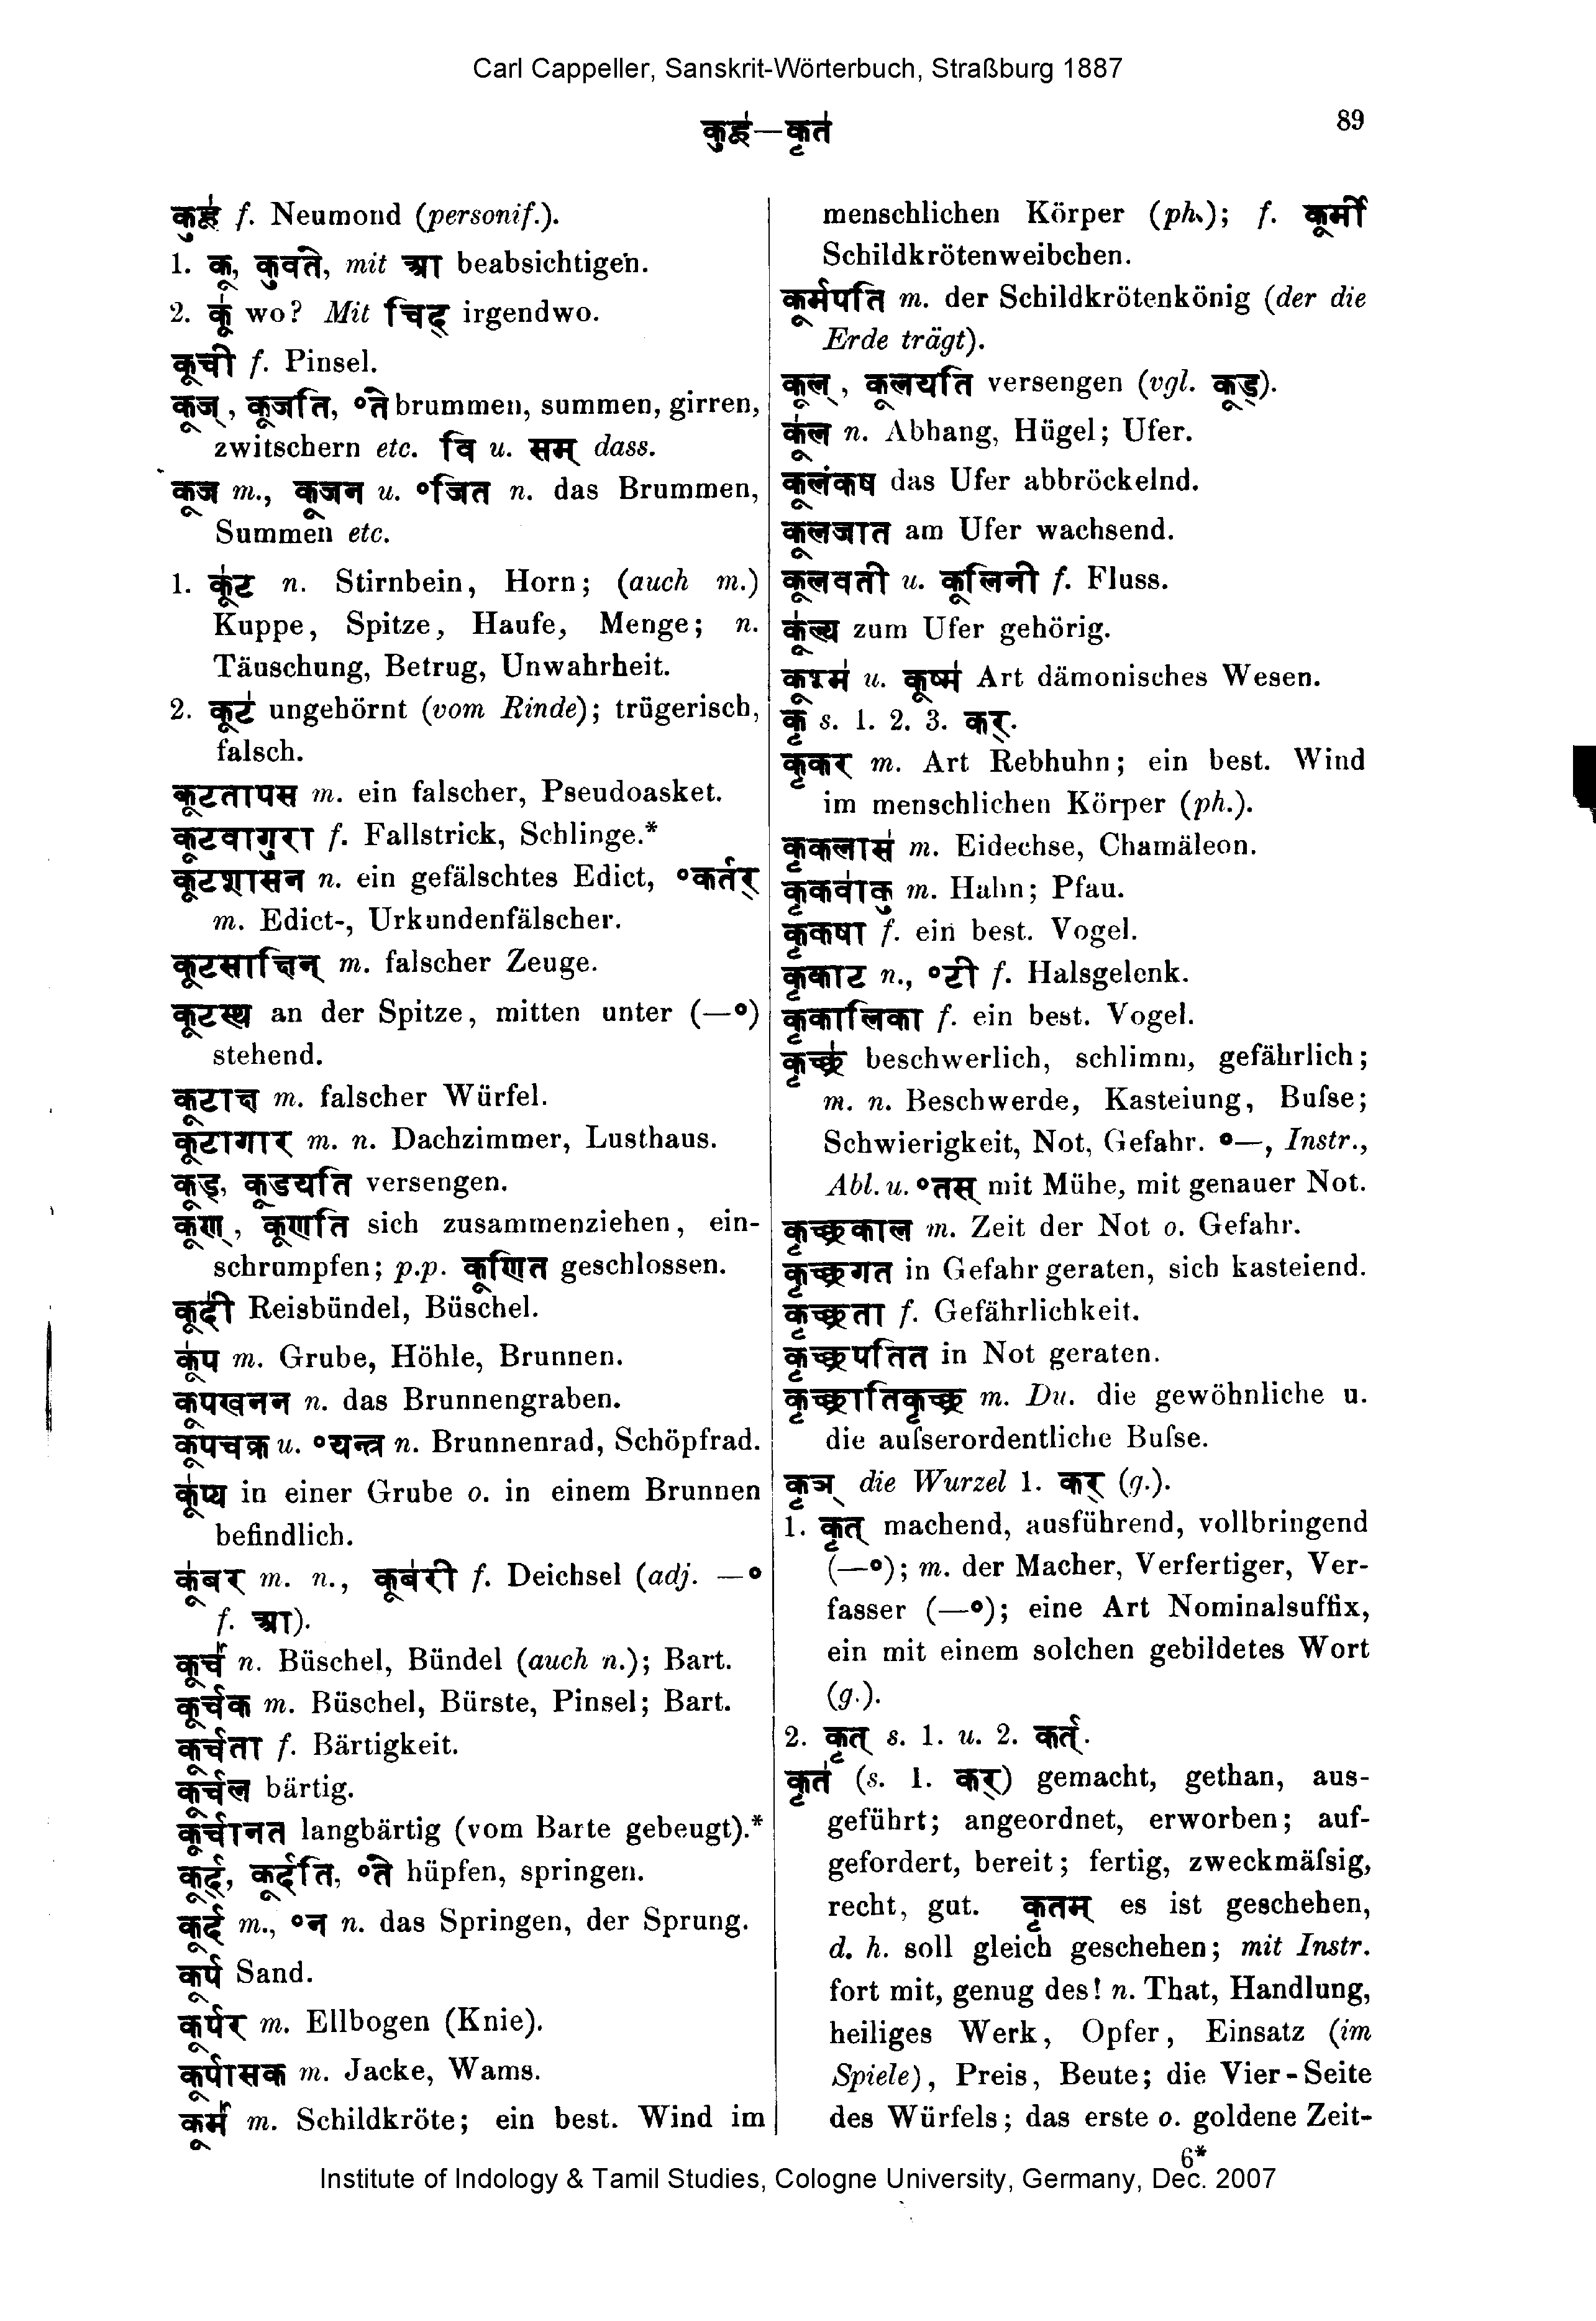 Carl Cappeller, Sanskrit-Wörterbuch, Straßburg 1887
कुहू॑—कृत॑ 89
कुहू॑ f. Neumond (personif.).
1. कू, कुवते, mit आ beabsichtigen.
2. कू॑ wo? Mit चिद् irgendwo.
कूची f. Pinsel.
कूज्, कूजति, °ते brummen, summen, girren,
zwitschern etc. वि u. सम् dass.
कूज m., कूजन u. °जित n. das Brummen,
Summen etc.
1. कू॑ट n. Stirnbein, Horn; (auch m.)
Kuppe, Spitze, Haufe, Menge; n.
Täuschung, Betrug, Unwahrheit.
2. कूट॑ ungehörnt (vom Rinde); trügerisch,
falsch.
कूटतापस m. ein falscher, Pseudoasket.
कूटवागुरा f. Fallstrick, Schlinge.*
कूटशासन n. ein gefälschtes Edict, °कर्तर्
m. Edict-, Urkundenfälscher.
कूटसाक्षिन् m. falscher Zeuge.
कूटस्थ an der Spitze, mitten unter (—°)
stehend.
कूटाक्ष m. falscher Würfel.
कूटागार m. n. Dachzimmer, Lusthaus.
कूड्, कूडयति versengen.
कूण्, कूणति sich zusammenziehen, ein-
schrumpfen; p.p. कूणित geschlossen.
कूदी॑ Reisbündel, Büschel.
कू॑प m. Grube, Höhle, Brunnen.
कूपखनन n. das Brunnengraben.
कूपचक्र u. °यन्त्र n. Brunnenrad, Schöpfrad.
कू॑प्य in einer Grube o. in einem Brunnen
befindlich.
कू॑बर m. n., कूब॑री f. Deichsel (adj. —°
f. आ).
कूर्च॑ n. Büschel, Bündel (auch n.); Bart.
कूर्चक m. Büschel, Bürste, Pinsel; Bart.
कूर्चता f. Bärtigkeit.
कूर्चल bärtig.
कूर्चानत langbärtig (vom Barte gebeugt).*
कूर्द्, कूर्दति, °ते hüpfen, springen.
कूर्द m., °न n. das Springen, der Sprung.
कूर्प Sand.
कूर्पर m. Ellbogen (Knie).
कूर्पासक m. Jacke, Wams.
कूर्म॑ m. Schildkröte; ein best. Wind im
menschlichen Körper (ph.); f. कूर्मी
Schildkrötenweibchen.
कूर्मपति m. der Schildkrötenkönig (der die
Erde trägt).
कूल्, कूलयति versengen (vgl. कूड्).
कू॑ल n. Abhang, Hügel; Ufer.
कूलंकष das Ufer abbröckelnd.
कूलजात am Ufer wachsend.
कूलवती u. कूलिनी f. Fluss.
कू॑ल्य zum Ufer gehörig.
कूश्म॑ u. कूष्म॑ Art dämonisches Wesen.
कृ s. 1. 2. 3. कर्.
कृकर m. Art Rebhuhn; ein best. Wind
im menschlichen Körper (ph.).
कृकलास॑ m. Eidechse, Chamäleon.
कृकवा॑कु m. Hahn; Pfau.
कृकषा f. ein best. Vogel.
कृकाट n., °टी f. Halsgelenk.
कृकालिका f. ein best. Vogel.
कृच्छ्र॑ beschwerlich, schlimm, gefährlich;
m. n. Beschwerde, Kasteiung, Buſse;
Schwierigkeit, Not, Gefahr. °—, Instr.,
Abl. u. °तस् mit Mühe, mit genauer Not.
कृच्छ्रकाल m. Zeit der Not o. Gefahr.
कृच्छ्रगत in Gefahr geraten, sich kasteiend.
कृच्छ्रता f. Gefährlichkeit.
कृच्छ्रपतित in Not geraten.
कृच्छ्रातिकृच्छ्र m. Du. die gewöhnliche u.
die auſserordentliche Buſse.
कृञ् die Wurzel 1. कर् (g.).
1. कृत् machend, ausführend, vollbringend
(—°); m. der Macher, Verfertiger, Ver-
fasser (—°); eine Art Nominalsuffix,
ein mit einem solchen gebildetes Wort
(g.).
2. कृत् s. 1. u. 2. कर्त्.
कृत॑ (s. 1. कर्) gemacht, gethan, aus-
geführt; angeordnet, erworben; auf-
gefordert, bereit; fertig, zweckmäſsig,
recht, gut. कृतम् es ist geschehen,
d. h. soll gleich geschehen; mit Instr.
fort mit, genug des! n. That, Handlung,
heiliges Werk, Opfer, Einsatz (im
Spiele), Preis, Beute; die Vier-Seite
des Würfels; das erste o. goldene Zeit-
6*
Institute of Indology & Tamil Studies, Cologne University, Germany, Dec. 2007